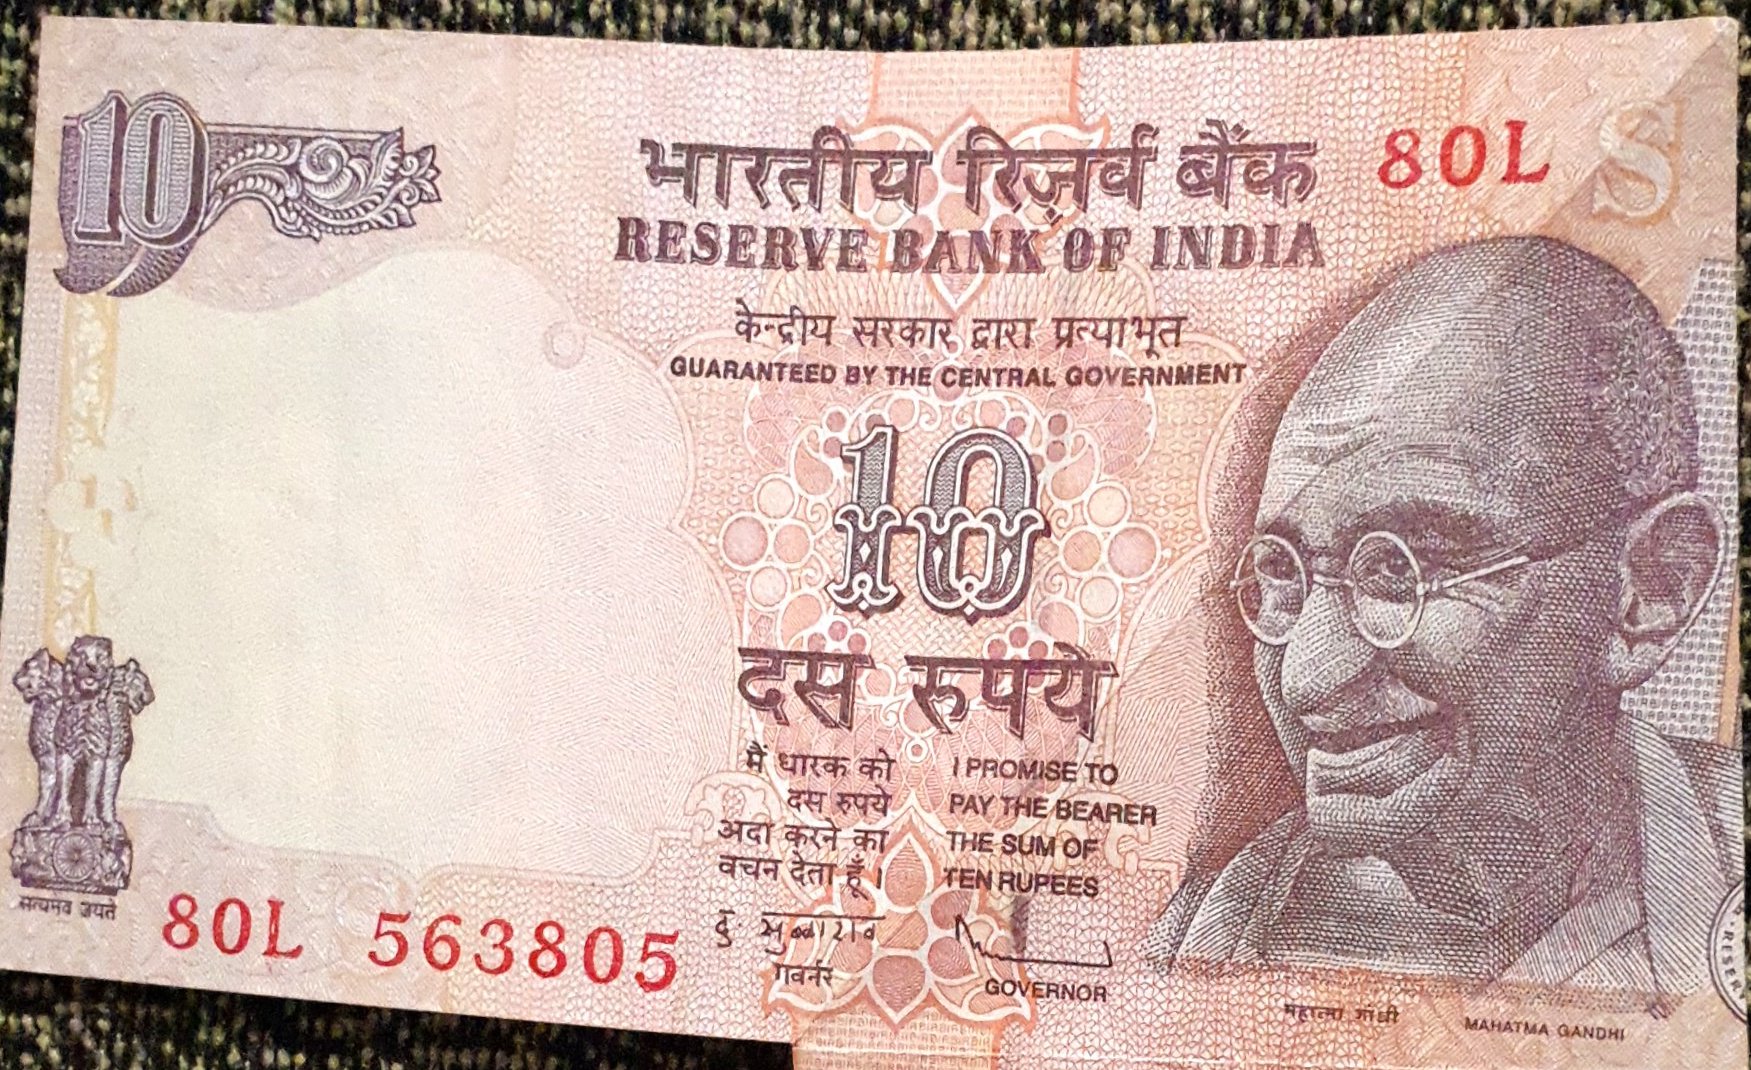 10
भारतीय रिज़र्व बैंक
80L
RESERVE BANK OF INDIA
केन्द्रीय सरकार द्वारा प्रत्याभूत
GUARANTEED BY THE CENTRAL GOVERNMENT
10
दस रुपये
मैं धारक को
दस रुपये
अदा करने का
वचन देता हूँ।
I PROMISE TO
PAY THE BEARER
THE SUM OF
TEN RUPEES
सत्यमेव जयते
80L 563805
दु. सुब्बाराव
गवर्नर
GOVERNOR
महात्मा गांधी
MAHATMA GANDHI